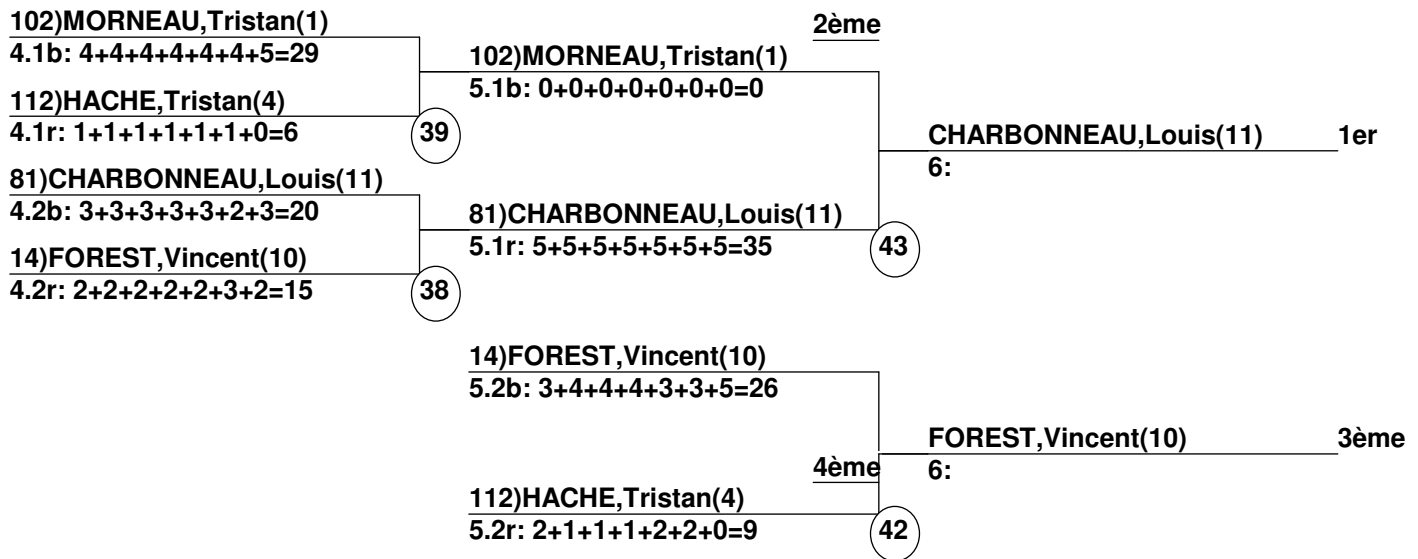 102)MORNEAU,Tristan(1)
4.1b: 4+4+4+4+4+4+5=29
112)HACHE,Tristan(4)
4.1r: 1+1+1+1+1+1+0=6
39
81)CHARBONNEAU,Louis(11)
4.2b: 3+3+3+3+3+2+3=20
14)FOREST,Vincent(10)
4.2r: 2+2+2+2+2+3+2=15
38
2ème
102)MORNEAU,Tristan(1)
5.1b: 0+0+0+0+0+0+0=0
81)CHARBONNEAU,Louis(11)
5.1r: 5+5+5+5+5+5+5=35
43
CHARBONNEAU,Louis(11) 1er
6:
14)FOREST,Vincent(10)
5.2b: 3+4+4+4+3+3+5=26
4ème
112)HACHE,Tristan(4)
5.2r: 2+1+1+1+2+2+0=9
42
FOREST,Vincent(10) 3ème
6: